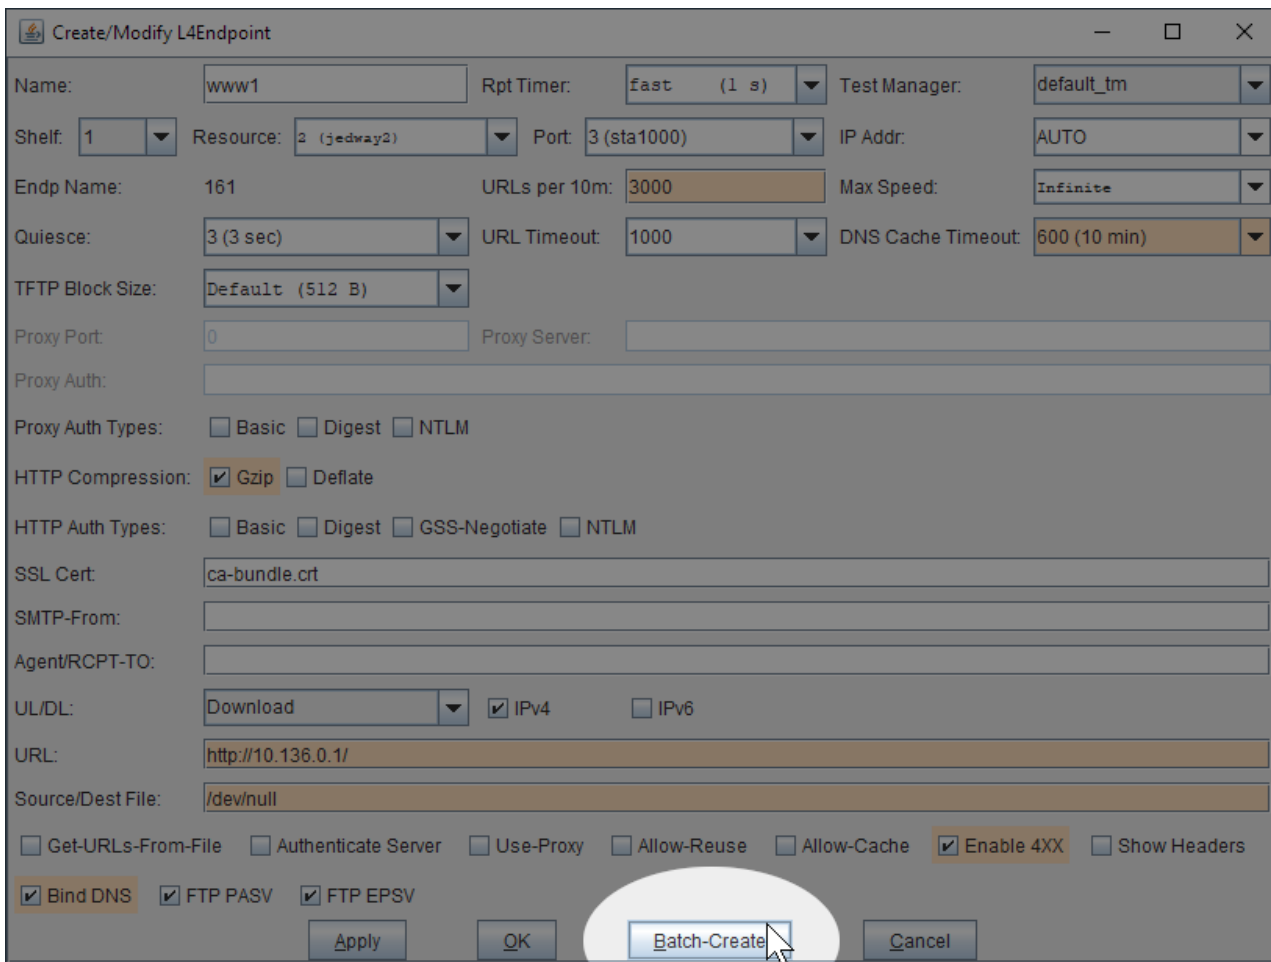 Create/Modify L4Endpoint
Name: www1 Rpt Timer: fast (1 s) Test Manager: default_tm
Shelf: 1 Resource: 2 (jedway2) Port: 3 (sta1000) IP Addr: AUTO
Endp Name: 161 URLs per 10m: 3000 Max Speed: Infinite
Quiesce: 3 (3 sec) URL Timeout: 1000 DNS Cache Timeout: 600 (10 min)
TFTP Block Size: Default (512 B)
Proxy Port: 0 Proxy Server:
Proxy Auth:
Proxy Auth Types: Basic Digest NTLM
HTTP Compression: Gzip Deflate
HTTP Auth Types: Basic Digest GSS-Negotiate NTLM
SSL Cert: ca-bundle.crt
SMTP-From:
Agent/RCPT-TO:
UL/DL: Download IPv4 IPv6
URL: http://10.136.0.1/
Source/Dest File: /dev/null
Get-URLs-From-File Authenticate Server Use-Proxy Allow-Reuse Allow-Cache Enable 4XX Show Headers
Bind DNS FTP PASV FTP EPSV
Apply OK Batch-Create Cancel